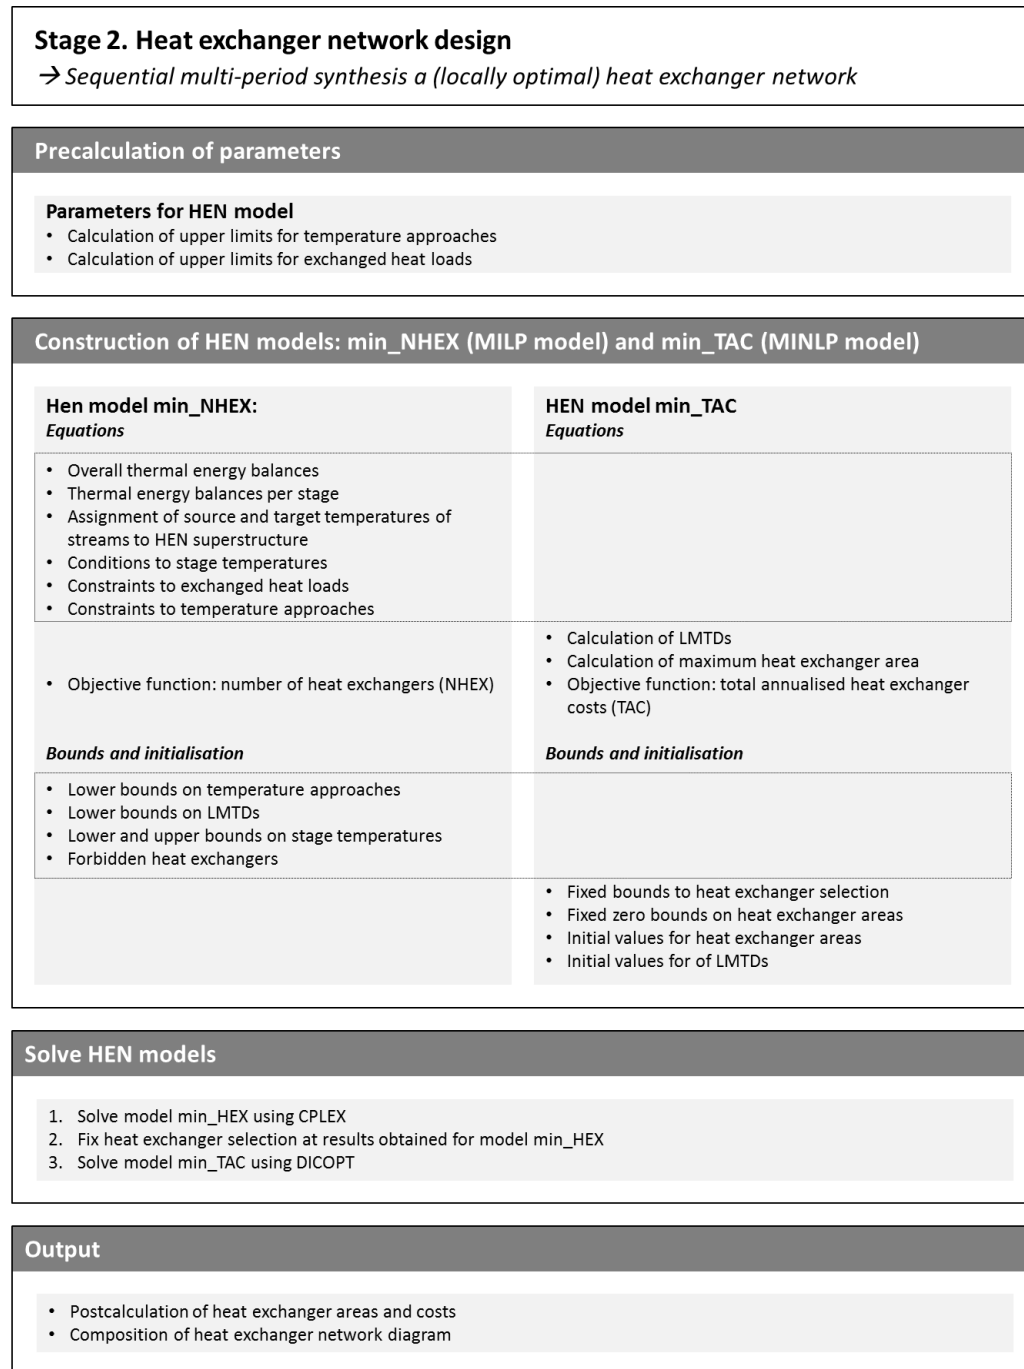 Stage 2. Heat exchanger network design
→ Sequential multi-period synthesis a (locally optimal) heat exchanger network
Precalculation of parameters
Parameters for HEN model
• Calculation of upper limits for temperature approaches
• Calculation of upper limits for exchanged heat loads
Construction of HEN models: min_NHEX (MILP model) and min_TAC (MINLP model)
Hen model min_NHEX:
Equations
• Overall thermal energy balances
• Thermal energy balances per stage
• Assignment of source and target temperatures of
streams to HEN superstructure
• Conditions to stage temperatures
• Constraints to exchanged heat loads
• Constraints to temperature approaches
• Objective function: number of heat exchangers (NHEX)
Bounds and initialisation
• Lower bounds on temperature approaches
• Lower bounds on LMTDs
• Lower and upper bounds on stage temperatures
• Forbidden heat exchangers
HEN model min_TAC
Equations
• Calculation of LMTDs
• Calculation of maximum heat exchanger area
• Objective function: total annualised heat exchanger
costs (TAC)
Bounds and initialisation
• Fixed bounds to heat exchanger selection
• Fixed zero bounds on heat exchanger areas
• Initial values for heat exchanger areas
• Initial values for of LMTDs
Solve HEN models
1. Solve model min_HEX using CPLEX
2. Fix heat exchanger selection at results obtained for model min_HEX
3. Solve model min_TAC using DICOPT
Output
• Postcalculation of heat exchanger areas and costs
• Composition of heat exchanger network diagram